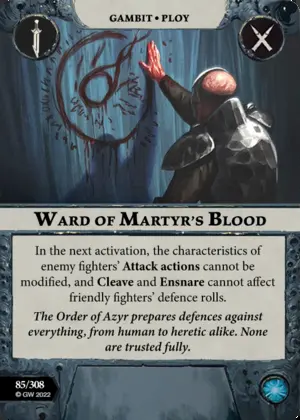 GAMBIT • PLOY
WARD OF MARTYR'S BLOOD
In the next activation, the characteristics of
enemy fighters' Attack actions cannot be
modified, and Cleave and Ensnare cannot affect
friendly fighters' defence rolls.
The Order of Azyr prepares defences against
everything, from human to heretic alike. None
are trusted fully.
85/308
© GW 2022